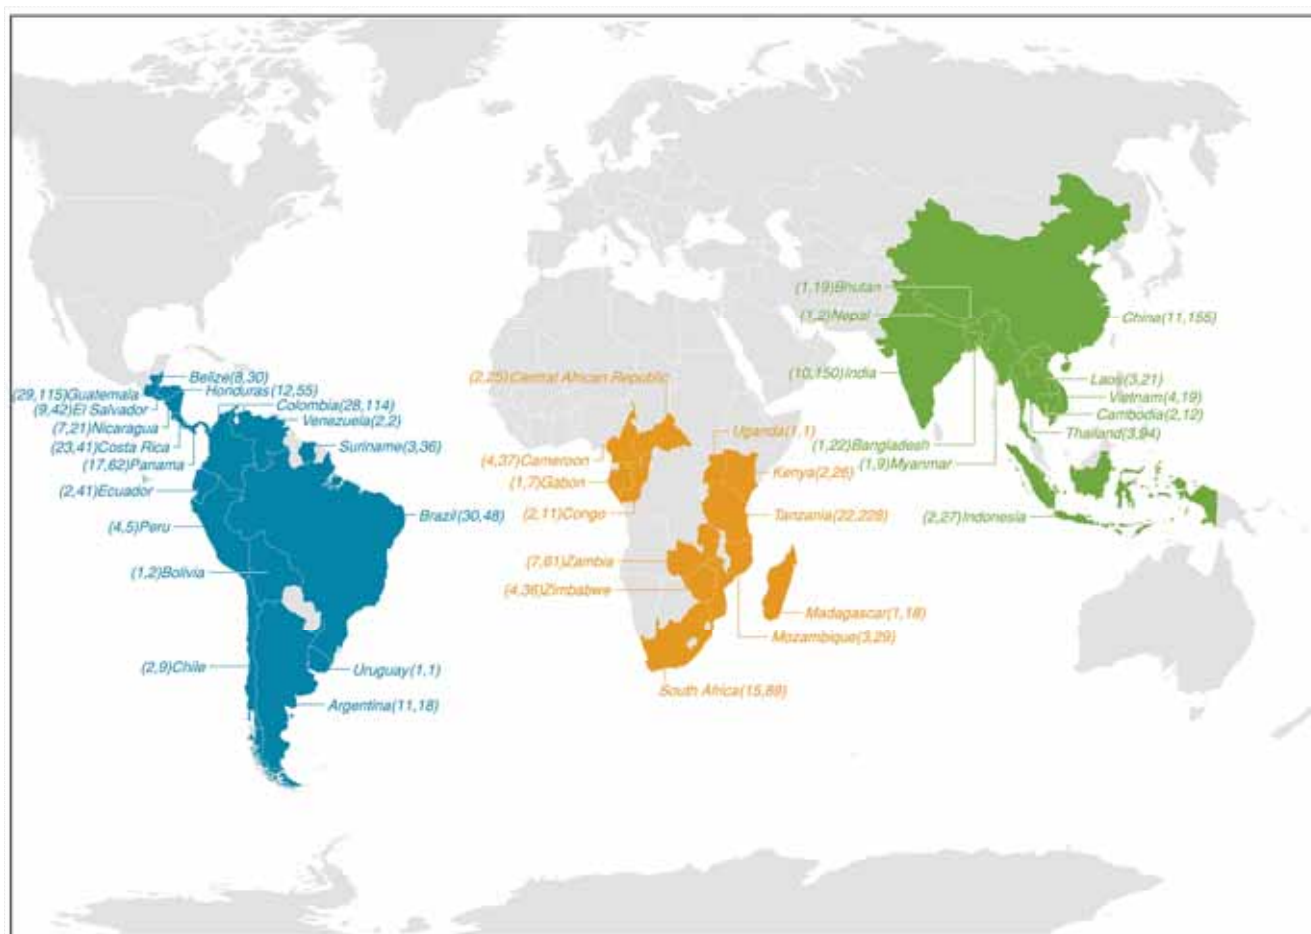 Belize(8,30)
(29,115)Guatemala
Honduras(12,55)
(9,42)El Salvador
Colombia(28,114)
(7,21)Nicaragua
Venezuela(2,2)
(23,41)Costa Rica
Suriname(3,36)
(17,62)Panama
(2,41)Ecuador
Brazil(30,48)
(4,5)Peru
(1,2)Bolivia
(2,9)Chile
Uruguay(1,1)
Argentina(11,18)
(2,25)Central African Republic
Uganda(1,1)
(4,37)Cameroon
Kenya(2,26)
(1,7)Gabon
(2,11)Congo
Tanzania(22,228)
(7,61)Zambia
(4,36)Zimbabwe
Madagascar(1,18)
Mozambique(3,29)
South Africa(15,89)
(1,19)Bhutan
(1,2)Nepal
China(11,155)
(10,150)India
Laos(3,21)
Vietnam(4,19)
Cambodia(2,12)
Thailand(3,94)
(1,22)Bangladesh
(1,9)Myanmar
(2,27)Indonesia